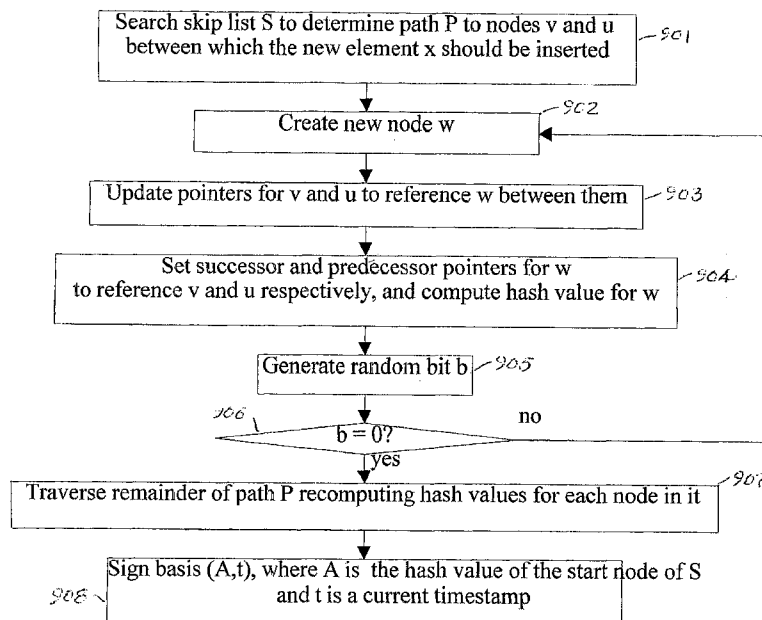 Search skip list S to determine path P to nodes v and u
between which the new element x should be inserted
901
902
Create new node w
Update pointers for v and u to reference w between them
903
Set successor and predecessor pointers for w
to reference v and u respectively, and compute hash value for w
904
Generate random bit b
905
906
no
b = 0?
yes
907
Traverse remainder of path P recomputing hash values for each node in it
Sign basis (A,t), where A is the hash value of the start node of S
and t is a current timestamp
908